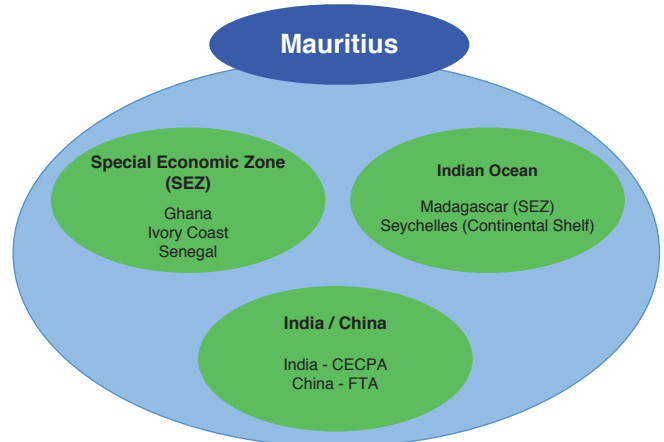 Mauritius
Special Economic Zone
(SEZ)
Ghana
Ivory Coast
Senegal
Indian Ocean
Madagascar (SEZ)
Seychelles (Continental Shelf)
India / China
India - CECPA
China - FTA